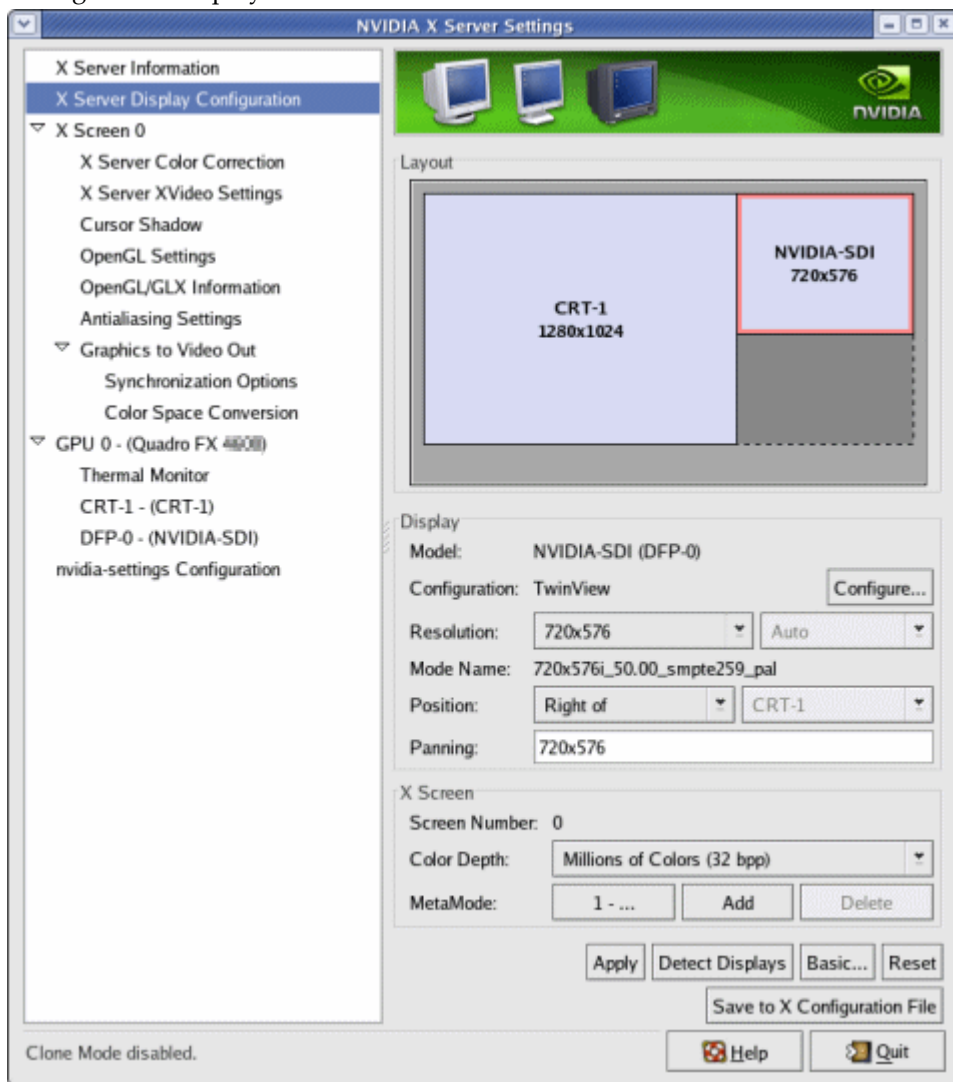 NVIDIA X Server Settings
X Server Information
X Server Display Configuration
X Screen 0
X Server Color Correction
X Server XVideo Settings
Cursor Shadow
OpenGL Settings
OpenGL/GLX Information
Antialiasing Settings
Graphics to Video Out
Synchronization Options
Color Space Conversion
GPU 0 - (Quadro FX
Thermal Monitor
CRT-1 - (CRT-1)
DFP-0 - (NVIDIA-SDI)
nvidia-settings Configuration
NVIDIA
Layout
CRT-1
1280x1024
NVIDIA-SDI
720x576
Display
Model: NVIDIA-SDI (DFP-0)
Configuration: TwinView Configure...
Resolution: 720x576 Auto
Mode Name: 720x576i_50.00_smpte259_pal
Position: Right of CRT-1
Panning: 720x576
X Screen
Screen Number: 0
Color Depth: Millions of Colors (32 bpp)
MetaMode: 1 - ... Add Delete
Apply Detect Displays Basic... Reset
Save to X Configuration File
Clone Mode disabled. Help Quit